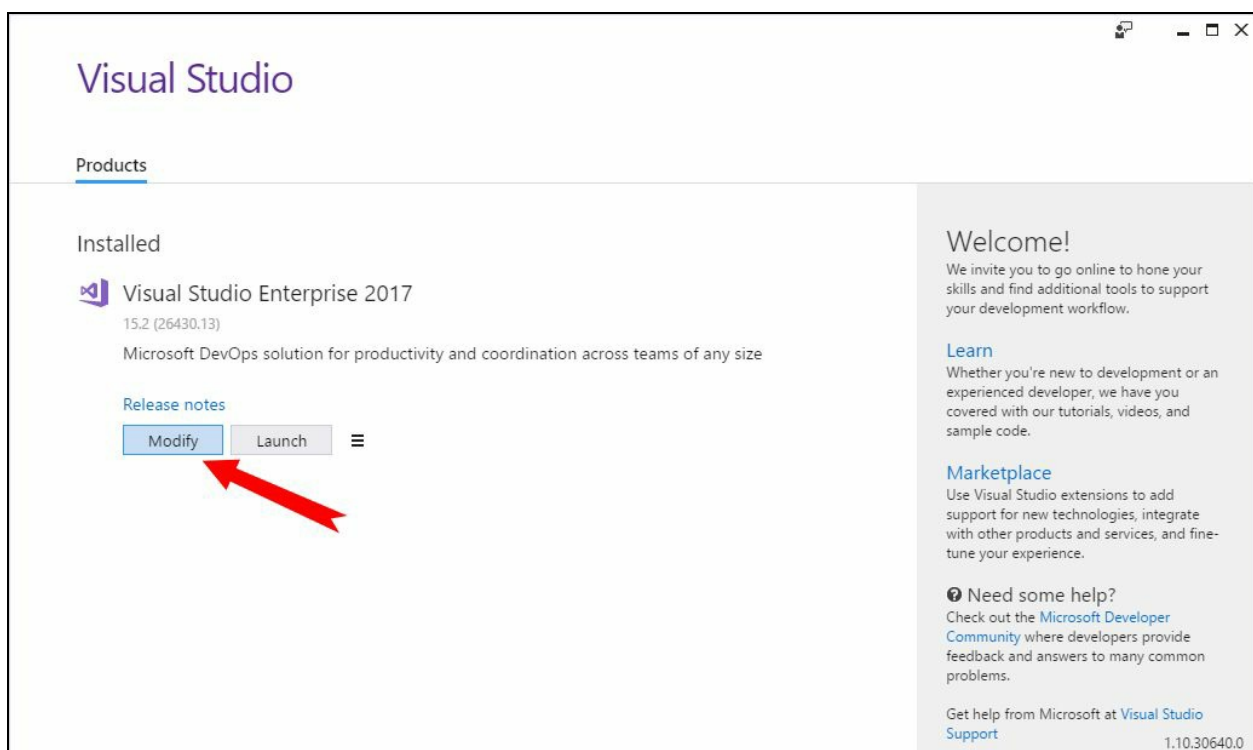 Visual Studio
Products
Installed
Visual Studio Enterprise 2017
15.2 (26430.13)
Microsoft DevOps solution for productivity and coordination across teams of any size
Release notes
Modify
Launch
Welcome!
We invite you to go online to hone your
skills and find additional tools to support
your development workflow.
Learn
Whether you're new to development or an
experienced developer, we have you
covered with our tutorials, videos, and
sample code.
Marketplace
Use Visual Studio extensions to add
support for new technologies, integrate
with other products and services, and fine-
tune your experience.
Need some help?
Check out the Microsoft Developer
Community where developers provide
feedback and answers to many common
problems.
Get help from Microsoft at Visual Studio
Support
1.10.30640.0